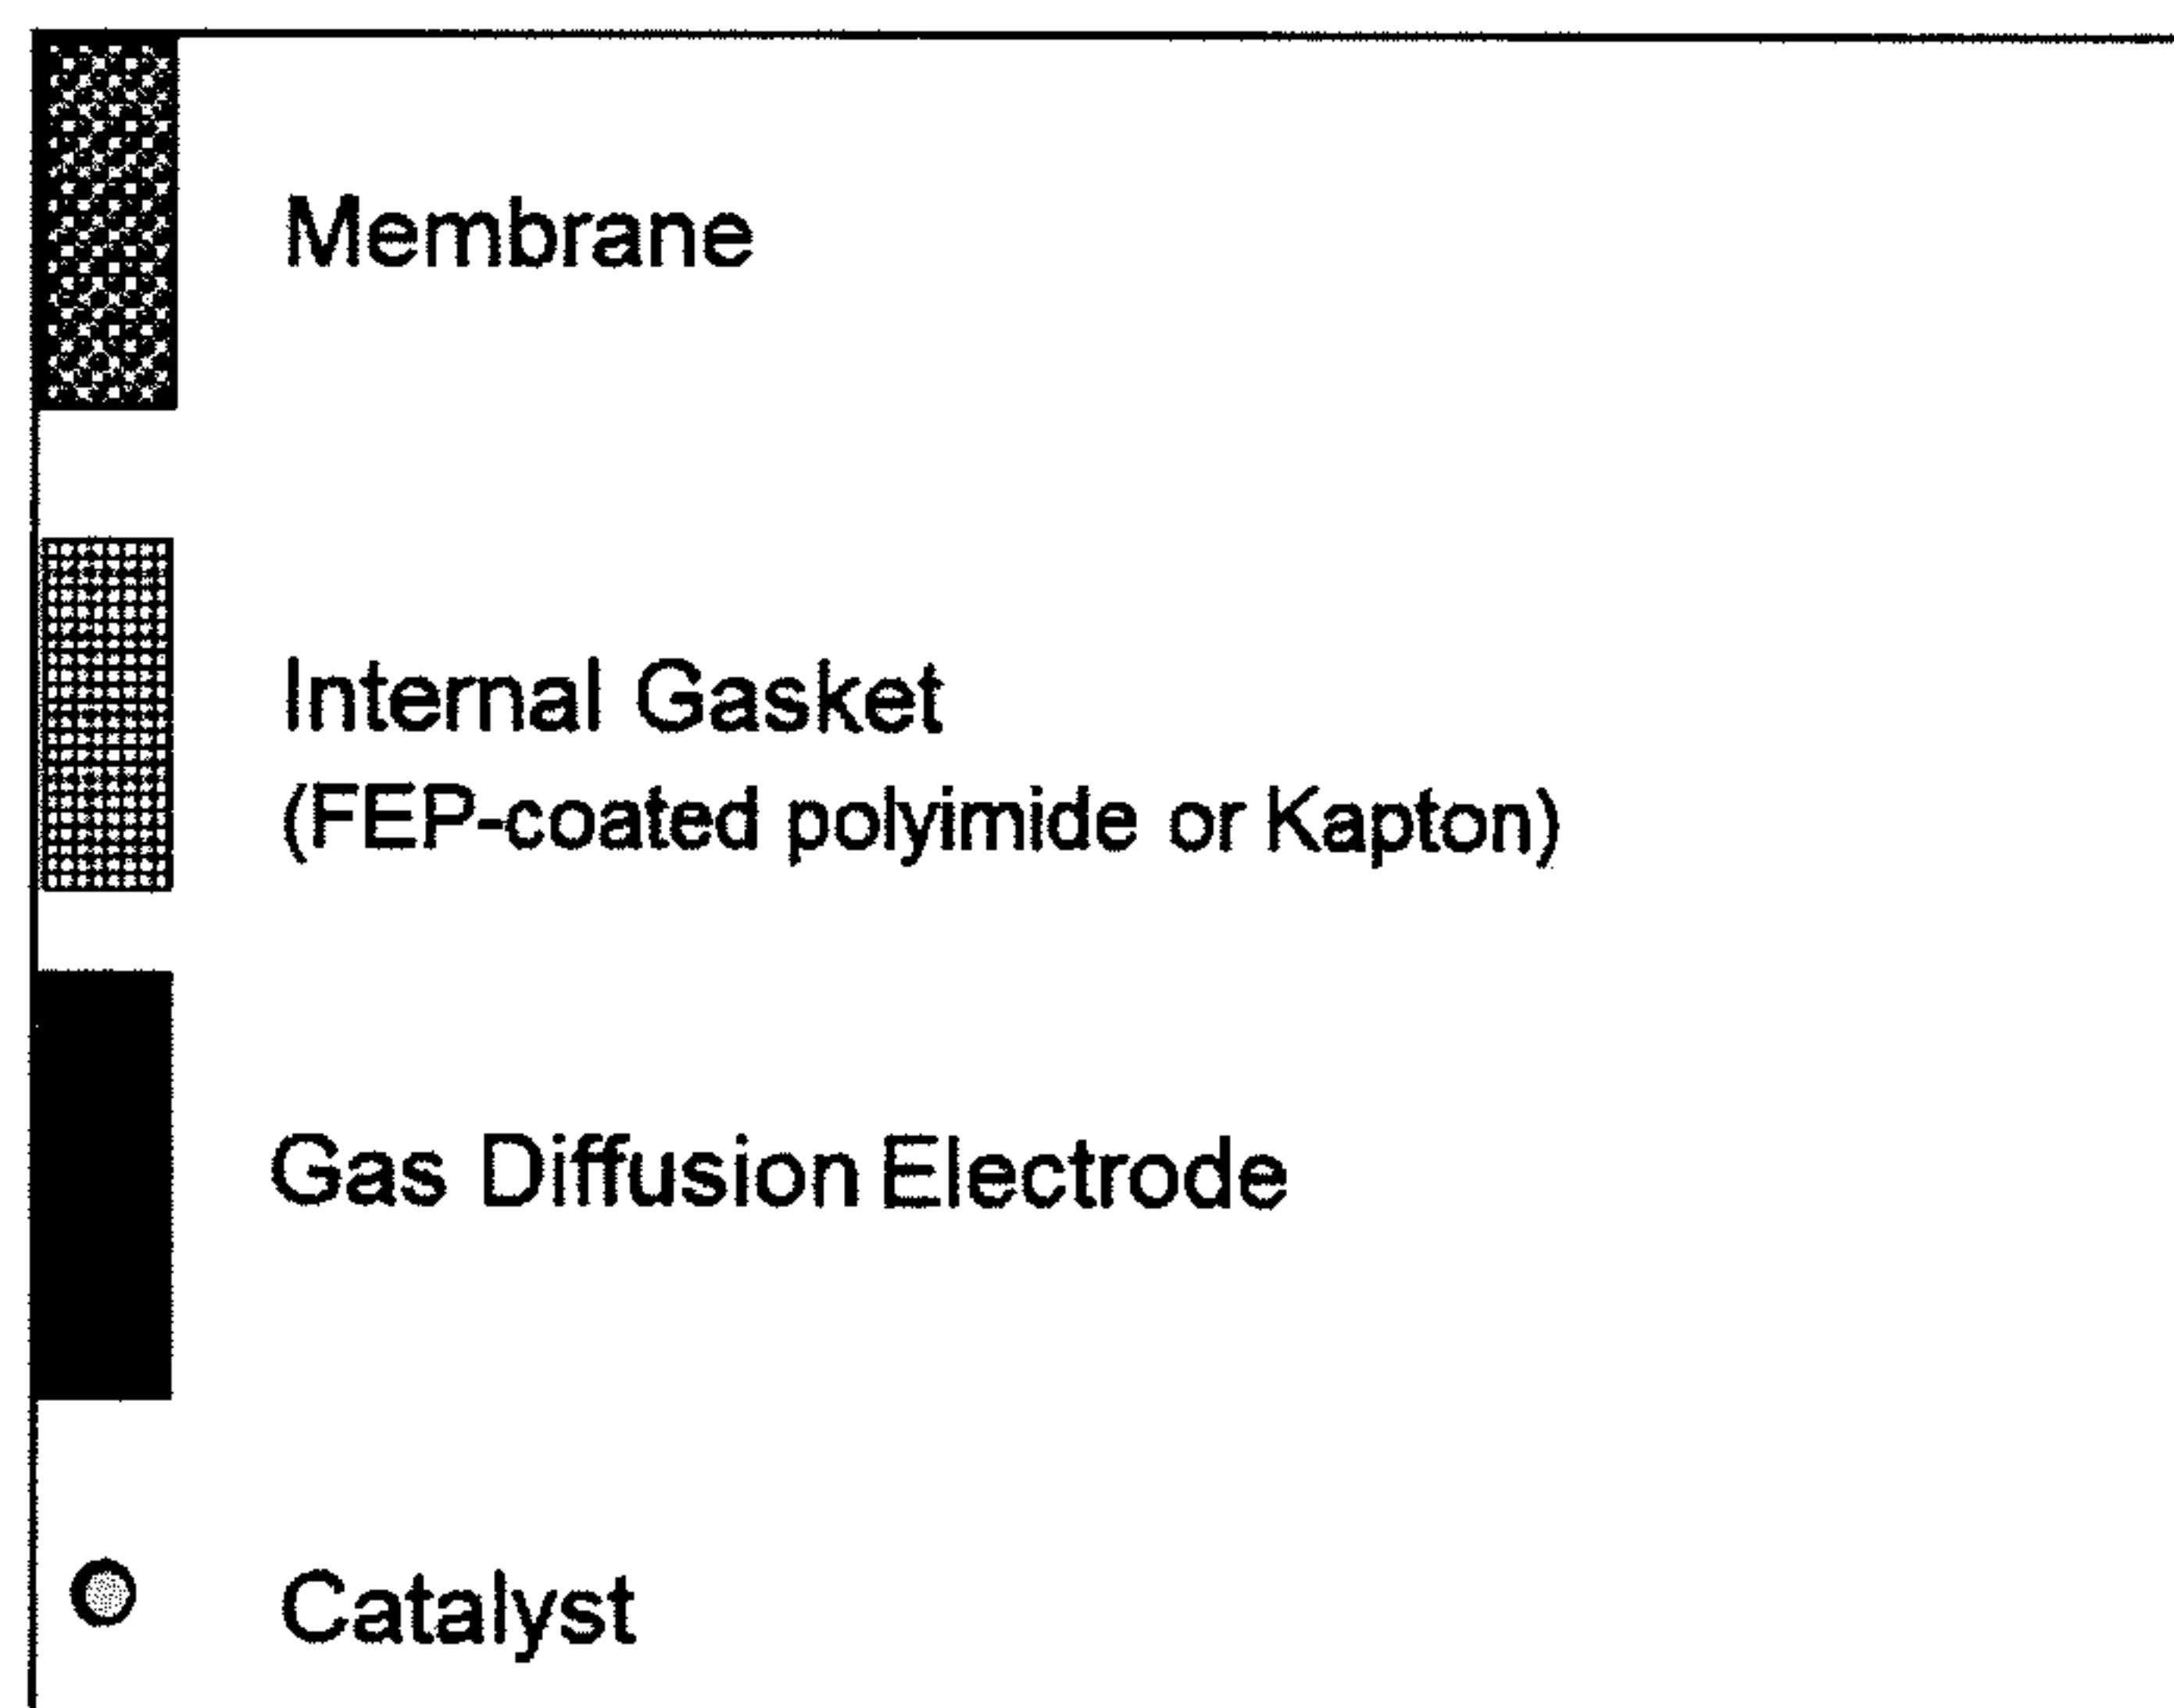 Membrane
Internal Gasket
(FEP-coated polyimide or Kapton)
Gas Diffusion Electrode
Catalyst